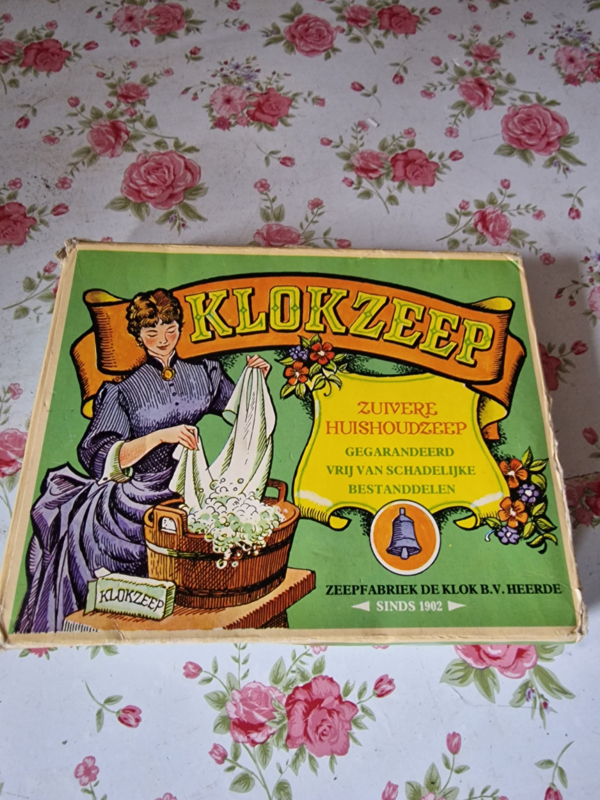 KLOKZEEP
ZUIVERE
HUISHOUDZEEP
GEGARANDEERD
VRIJ VAN SCHADELIJKE
BESTANDDELEN
KLOKZEEP
ZEEPFABRIEK DE KLOK B.V. HEERDE
SINDS 1902